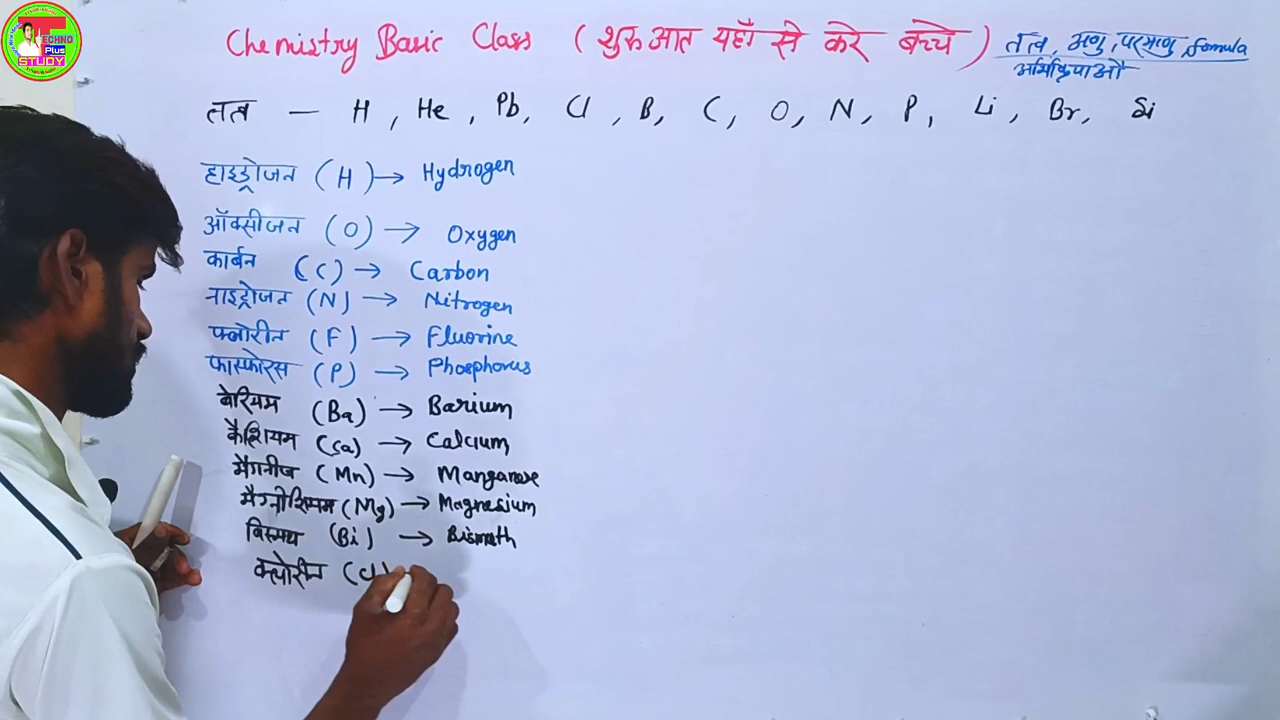 TECHNO
Plus
STUDY
Chemistry Basic Class (शुरुआत यहाँ से करे बच्चे)
तत्व, अणु, परमाणु, formula
अभिक्रियाओं
तत्व — H, He, Pb, Cl, B, C, O, N, P, Li, Br, Si
हाइड्रोजन (H) → Hydrogen
ऑक्सीजन (O) → Oxygen
कार्बन (C) → Carbon
नाइट्रोजन (N) → Nitrogen
फ्लोरीन (F) → Fluorine
फास्फोरस (P) → Phosphorus
बेरियम (Ba) → Barium
कैल्शियम (Ca) → Calcium
मैगनीज (Mn) → Manganese
मैग्नीशियम (Mg) → Magnesium
बिस्मथ (Bi) → Bismuth
क्लोरीन (Cl)